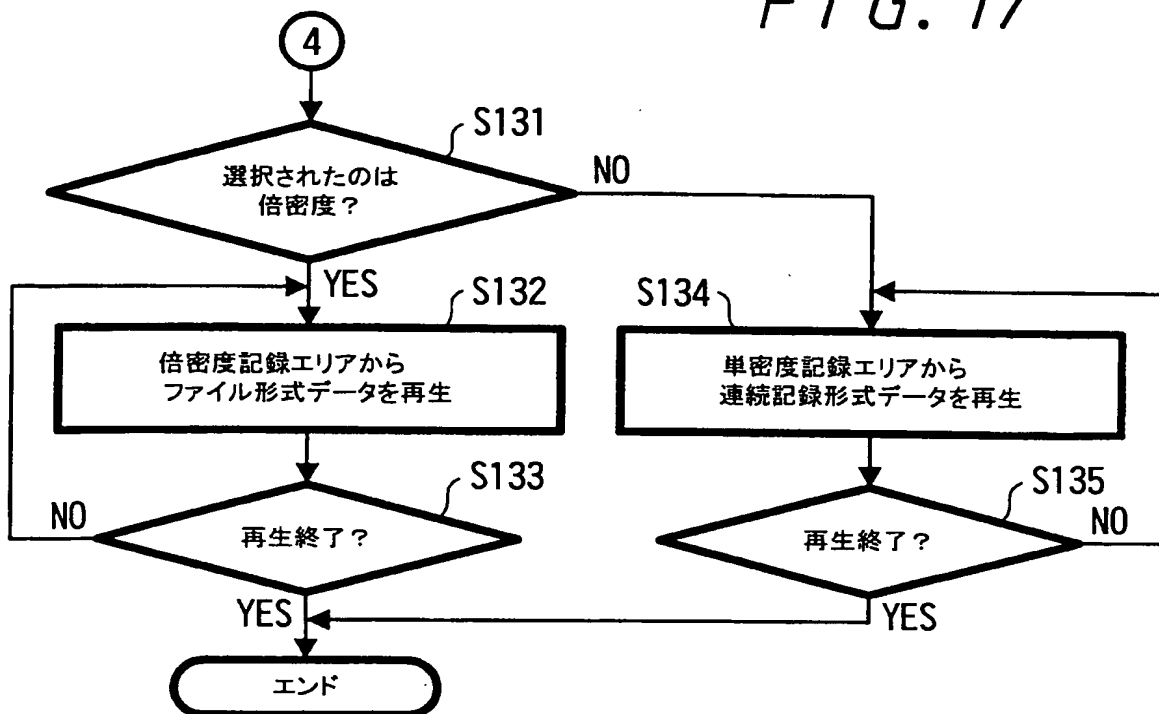 FIG. 17
4
S131
選択されたのは
倍密度？
NO
YES
S132
倍密度記録エリアから
ファイル形式データを再生
S134
単密度記録エリアから
連続記録形式データを再生
S133
再生終了？
NO
YES
S135
再生終了？
NO
YES
エンド